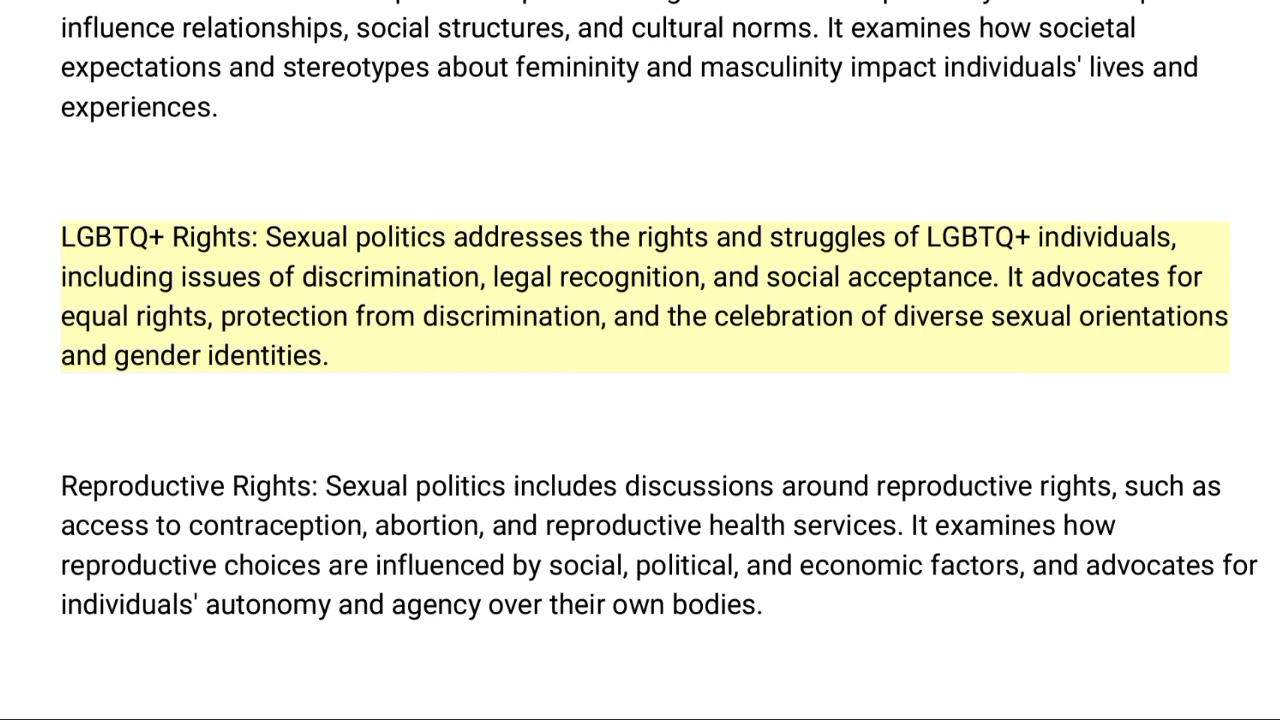 influence relationships, social structures, and cultural norms. It examines how societal
expectations and stereotypes about femininity and masculinity impact individuals' lives and
experiences.
LGBTQ+ Rights: Sexual politics addresses the rights and struggles of LGBTQ+ individuals,
including issues of discrimination, legal recognition, and social acceptance. It advocates for
equal rights, protection from discrimination, and the celebration of diverse sexual orientations
and gender identities.
Reproductive Rights: Sexual politics includes discussions around reproductive rights, such as
access to contraception, abortion, and reproductive health services. It examines how
reproductive choices are influenced by social, political, and economic factors, and advocates for
individuals' autonomy and agency over their own bodies.